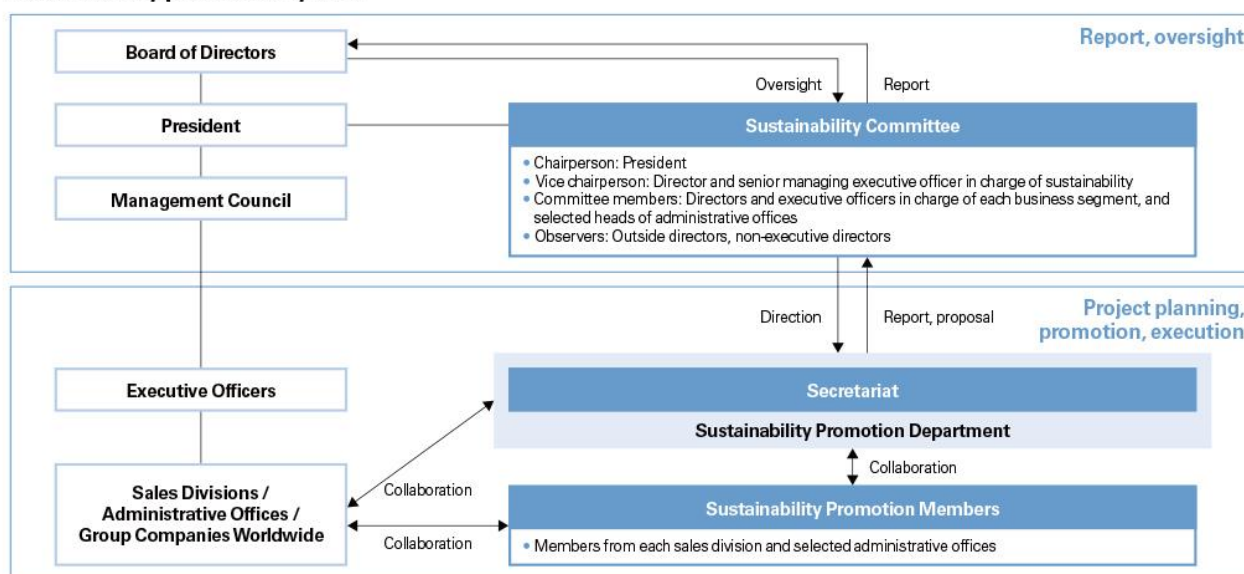 Report, oversight
Board of Directors
Oversight
Report
President
Sustainability Committee
• Chairperson: President
• Vice chairperson: Director and senior managing executive officer in charge of sustainability
• Committee members: Directors and executive officers in charge of each business segment, and
selected heads of administrative offices
• Observers: Outside directors, non-executive directors
Management Council
Project planning,
promotion, execution
Direction
Report, proposal
Executive Officers
Secretariat
Sustainability Promotion Department
Collaboration
Sales Divisions /
Administrative Offices /
Group Companies Worldwide
Collaboration
Collaboration
Sustainability Promotion Members
• Members from each sales division and selected administrative offices